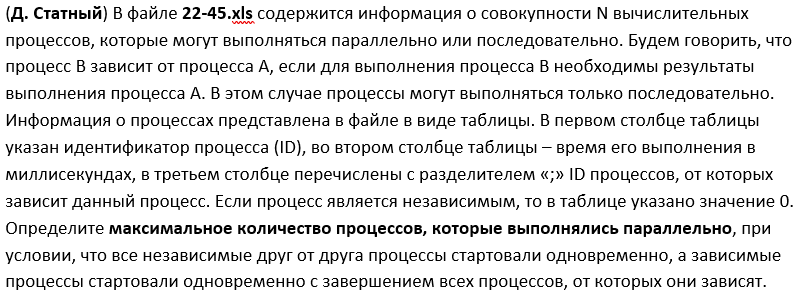 (Д. Статный) В файле 22-45.xls содержится информация о совокупности N вычислительных
процессов, которые могут выполняться параллельно или последовательно. Будем говорить, что
процесс B зависит от процесса A, если для выполнения процесса B необходимы результаты
выполнения процесса A. В этом случае процессы могут выполняться только последовательно.
Информация о процессах представлена в файле в виде таблицы. В первом столбце таблицы
указан идентификатор процесса (ID), во втором столбце таблицы – время его выполнения в
миллисекундах, в третьем столбце перечислены с разделителем «;» ID процессов, от которых
зависит данный процесс. Если процесс является независимым, то в таблице указано значение 0.
Определите максимальное количество процессов, которые выполнялись параллельно, при
условии, что все независимые друг от друга процессы стартовали одновременно, а зависимые
процессы стартовали одновременно с завершением всех процессов, от которых они зависят.